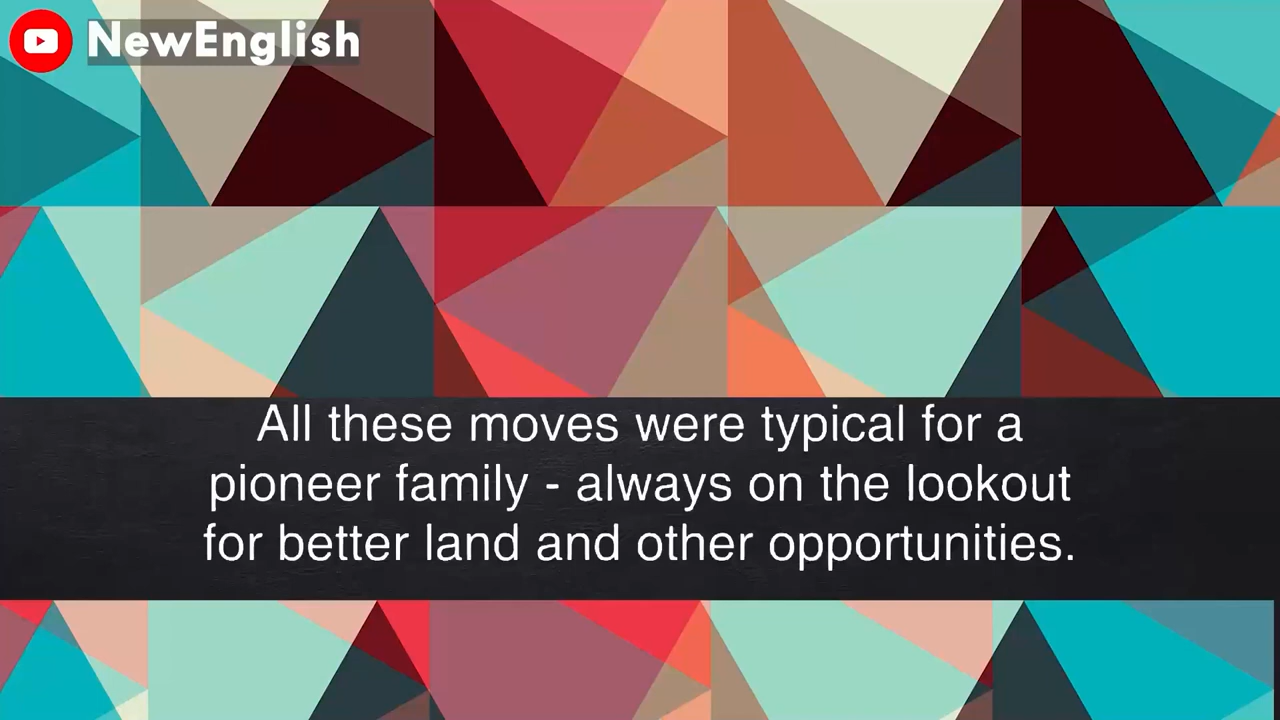 NewEnglish
All these moves were typical for a
pioneer family - always on the lookout
for better land and other opportunities.